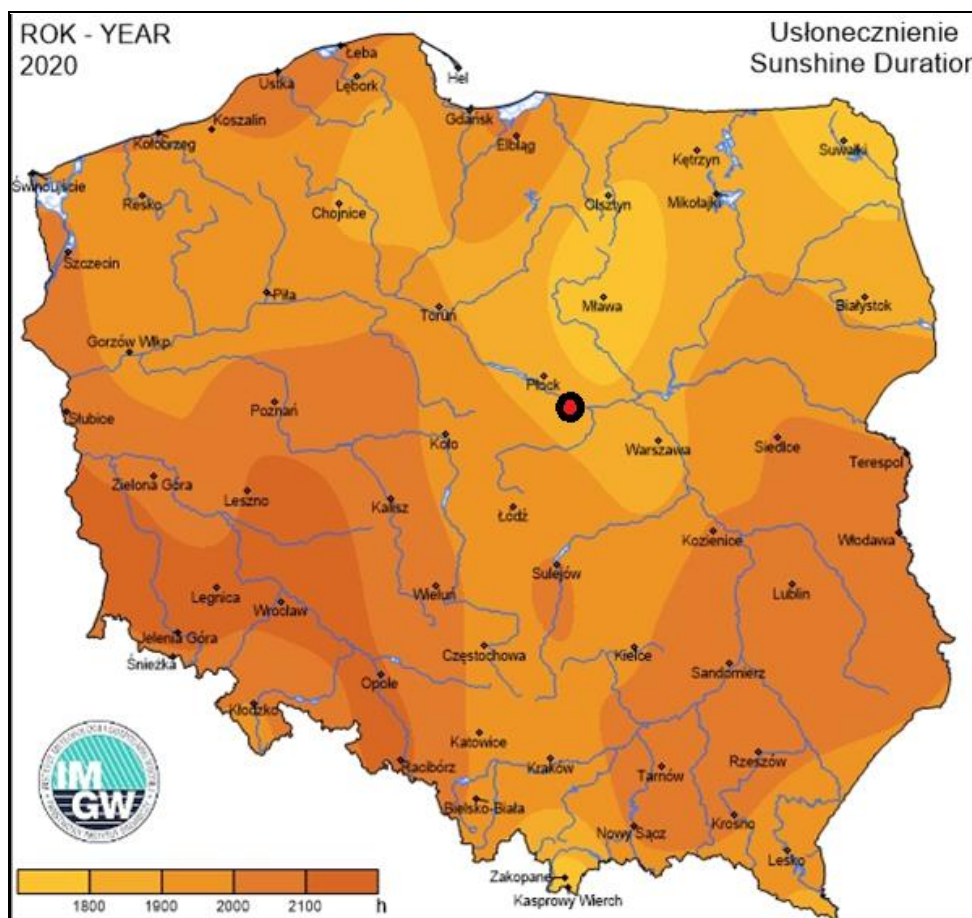 ROK - YEAR
2020
Usłonecznienie
Sunshine Duration
Łeba
Hel
Ustka
Lębork
Gdańsk
Koszalin
Kołobrzeg
Elbląg
Kętrzyn
Suwałki
Świnoujście
Resko
Chojnice
Olsztyn
Mikołajki
Szczecin
Piła
Toruń
Mława
Białystok
Gorzów Wlkp
Płock
Słubice
Poznań
Koło
Warszawa
Siedlce
Terespol
Zielona Góra
Leszno
Kalisz
Łódź
Kozienice
Włodawa
Sulejów
Legnica
Wrocław
Wieluń
Lublin
Jelenia Góra
Śnieżka
Częstochowa
Kielce
Sandomierz
Opole
Kłodzko
Katowice
Kraków
Racibórz
Tarnów
Rzeszów
Bielsko-Biała
Nowy Sącz
Krosno
Lesko
Zakopane
Kasprowy Wierch
IM
GW
1800 1900 2000 2100 h